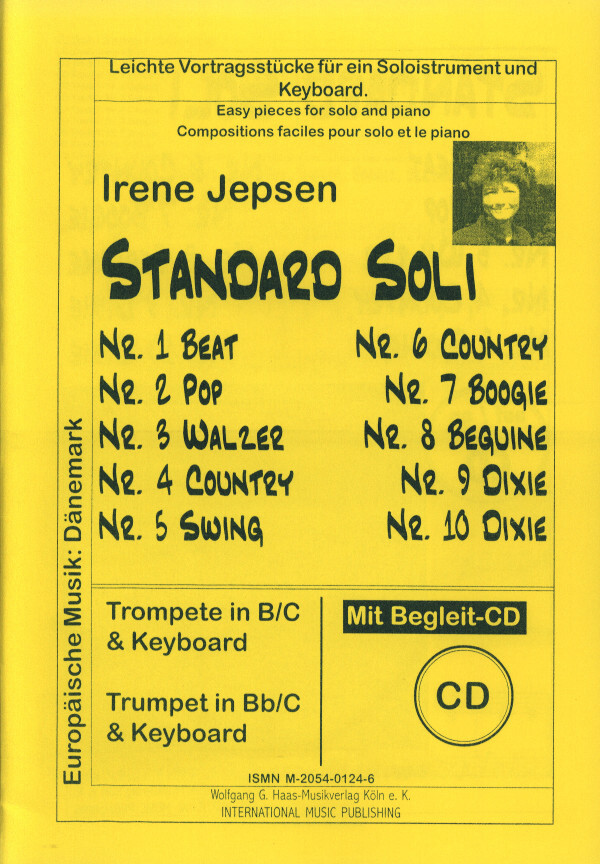 Leichte Vortragsstücke für ein Soloistrument und
Keyboard.
Easy pieces for solo and piano
Compositions faciles pour solo et le piano
Irene Jepsen
STANDARD SOLI
NR. 1 BEAT
NR. 2 POP
NR. 3 WALZER
NR. 4 COUNTRY
NR. 5 SWING
NR. 6 COUNTRY
NR. 7 BOOGIE
NR. 8 BEGUINE
NR. 9 DIXIE
NR. 10 DIXIE
Europäische Musik: Dänemark
Trompete in B/C
& Keyboard
Trumpet in Bb/C
& Keyboard
Mit Begleit-CD
CD
ISMN M-2054-0124-6
Wolfgang G. Haas-Musikverlag Köln e. K.
INTERNATIONAL MUSIC PUBLISHING